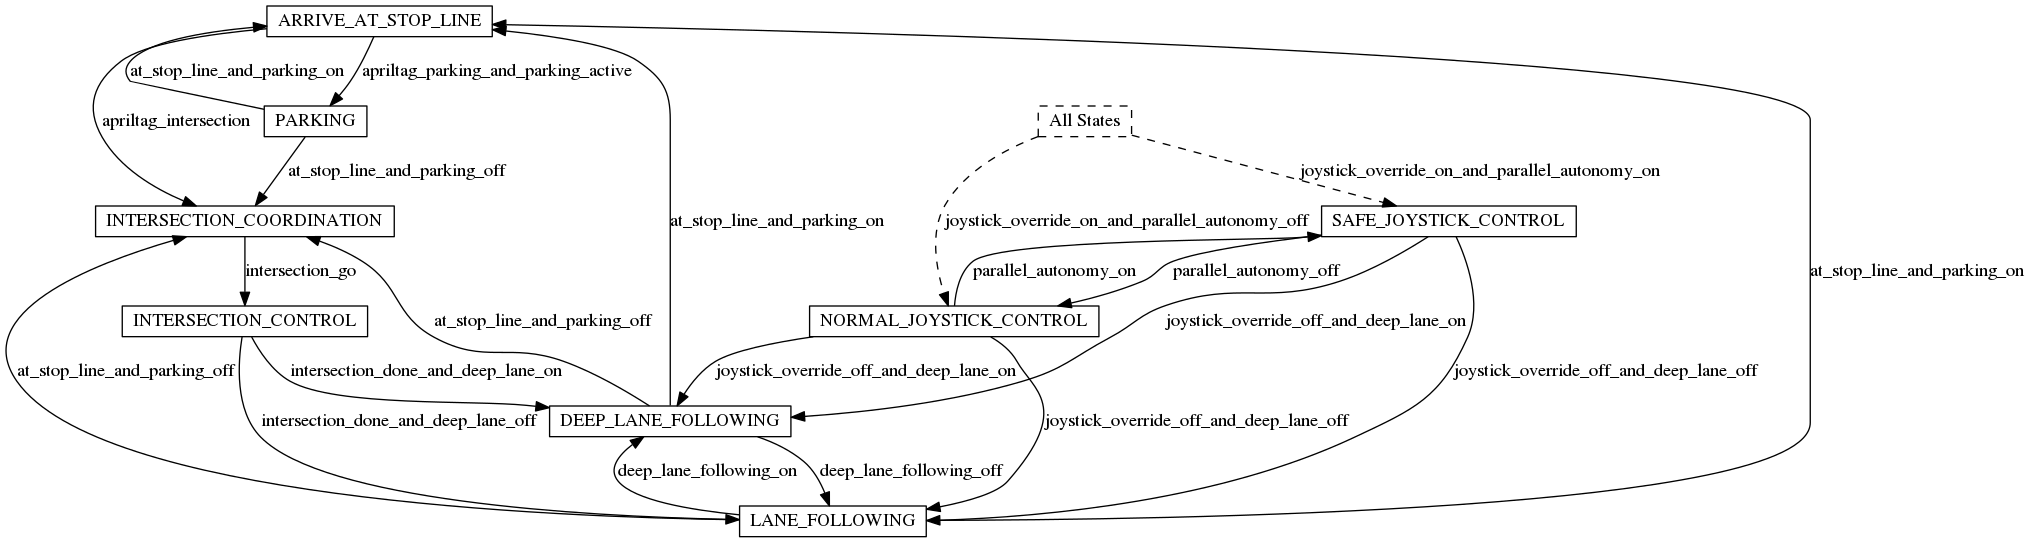 ARRIVE_AT_STOP_LINE
at_stop_line_and_parking_on
apriltag_parking_and_parking_active
apriltag_intersection
PARKING
All States
at_stop_line_and_parking_off
joystick_override_on_and_parallel_autonomy_on
INTERSECTION_COORDINATION
at_stop_line_and_parking_on
joystick_override_on_and_parallel_autonomy_off
SAFE_JOYSTICK_CONTROL
intersection_go
parallel_autonomy_on
parallel_autonomy_off
at_stop_line_and_parking_on
INTERSECTION_CONTROL
at_stop_line_and_parking_off
NORMAL_JOYSTICK_CONTROL
joystick_override_off_and_deep_lane_on
at_stop_line_and_parking_off
intersection_done_and_deep_lane_on
joystick_override_off_and_deep_lane_on
joystick_override_off_and_deep_lane_off
intersection_done_and_deep_lane_off
DEEP_LANE_FOLLOWING
joystick_override_off_and_deep_lane_off
deep_lane_following_on
deep_lane_following_off
LANE_FOLLOWING